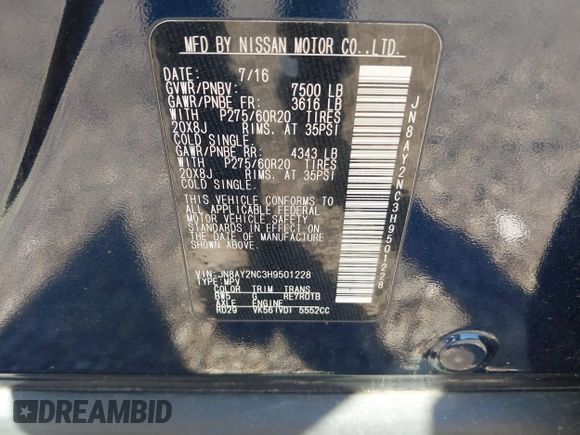 MFD BY NISSAN MOTOR CO.,LTD.
DATE: 7/16
GVWR/PNBV: 7500 LB
GAWR/PNBE FR: 3616 LB
WITH P275/60R20 TIRES
20X8J RIMS, AT 35PSI
COLD SINGLE.
GAWR/PNBE RR: 4343 LB
WITH P275/60R20 TIRES
20X8J RIMS, AT 35PSI
COLD SINGLE.
THIS VEHICLE CONFORMS TO
ALL APPLICABLE FEDERAL
MOTOR VEHICLE SAFETY
STANDARDS IN EFFECT ON
THE DATE OF MANUFACTURE
SHOWN ABOVE.
VIN: JN8AY2NC3H9501228
TYPE: MPV
COLOR TRIM TRANS
BW5 G RE7R01B
AXLE ENGINE
RD29 VK56(VD) 5552CC
JN8AY2NC3H9501228
DREAMBID